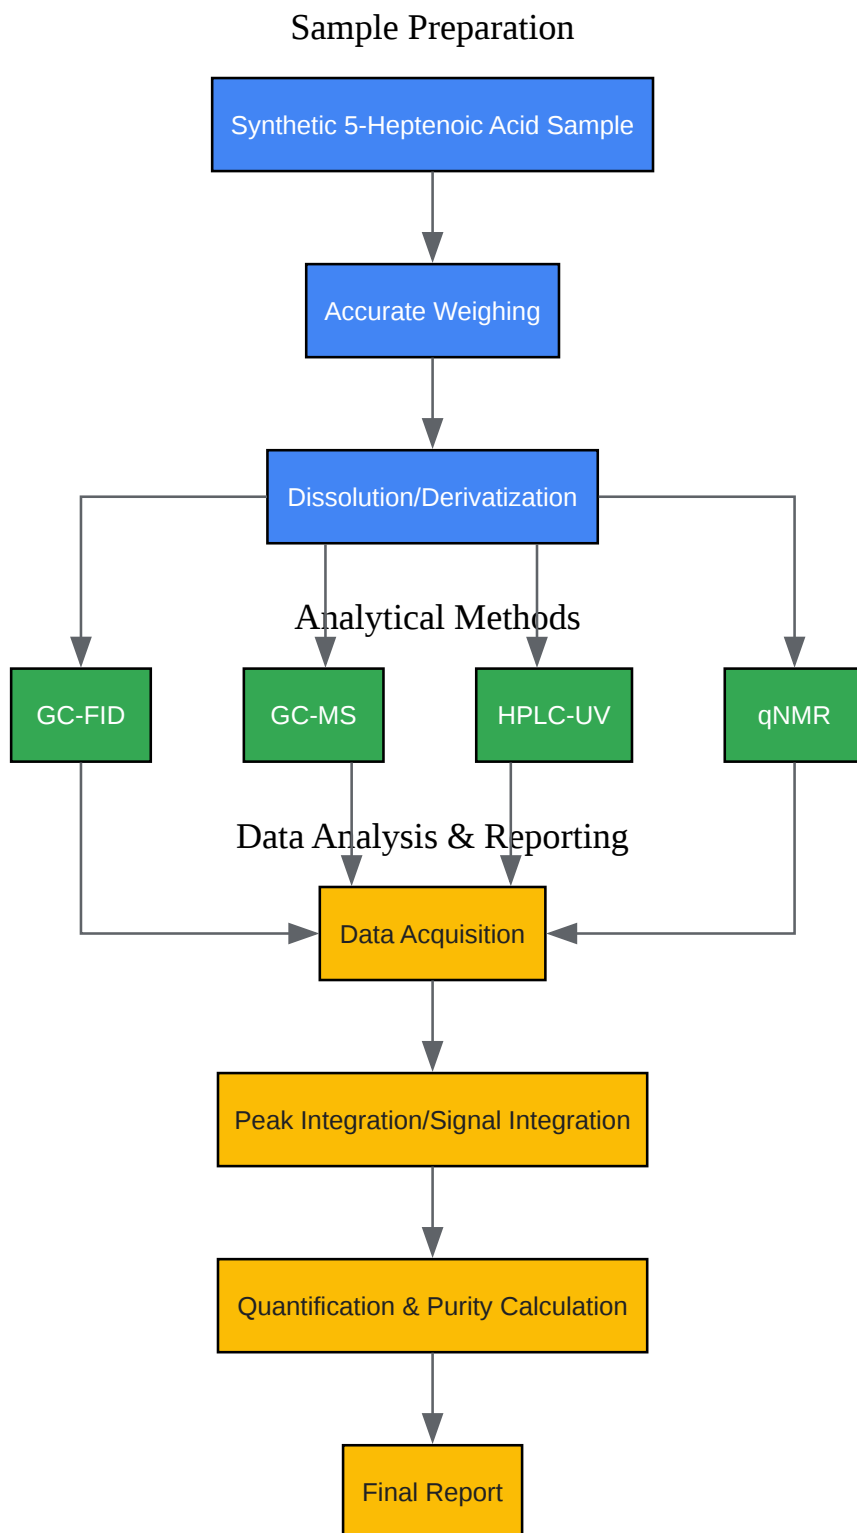 Sample Preparation
Synthetic 5-Heptenoic Acid Sample
Accurate Weighing
Dissolution/Derivatization
Analytical Methods
GC-FID
GC-MS
HPLC-UV
qNMR
Data Analysis & Reporting
Data Acquisition
Peak Integration/Signal Integration
Quantification & Purity Calculation
Final Report